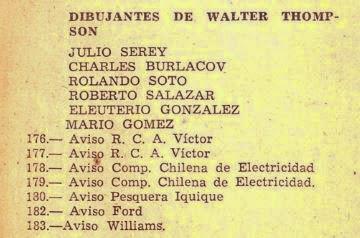 DIBUJANTES DE WALTER THOMP-
SON
JULIO SEREY
CHARLES BURLACOV
ROLANDO SOTO
ROBERTO SALAZAR
ELEUTERIO GONZALEZ
MARIO GOMEZ
176.— Aviso R. C. A. Víctor
177.— Aviso R. C. A. Víctor
178.— Aviso Comp. Chilena de Electricidad
179.— Aviso Comp. Chilena de Electricidad.
130.— Aviso Pesquera Iquique
182.— Aviso Ford
183.—Aviso Williams.